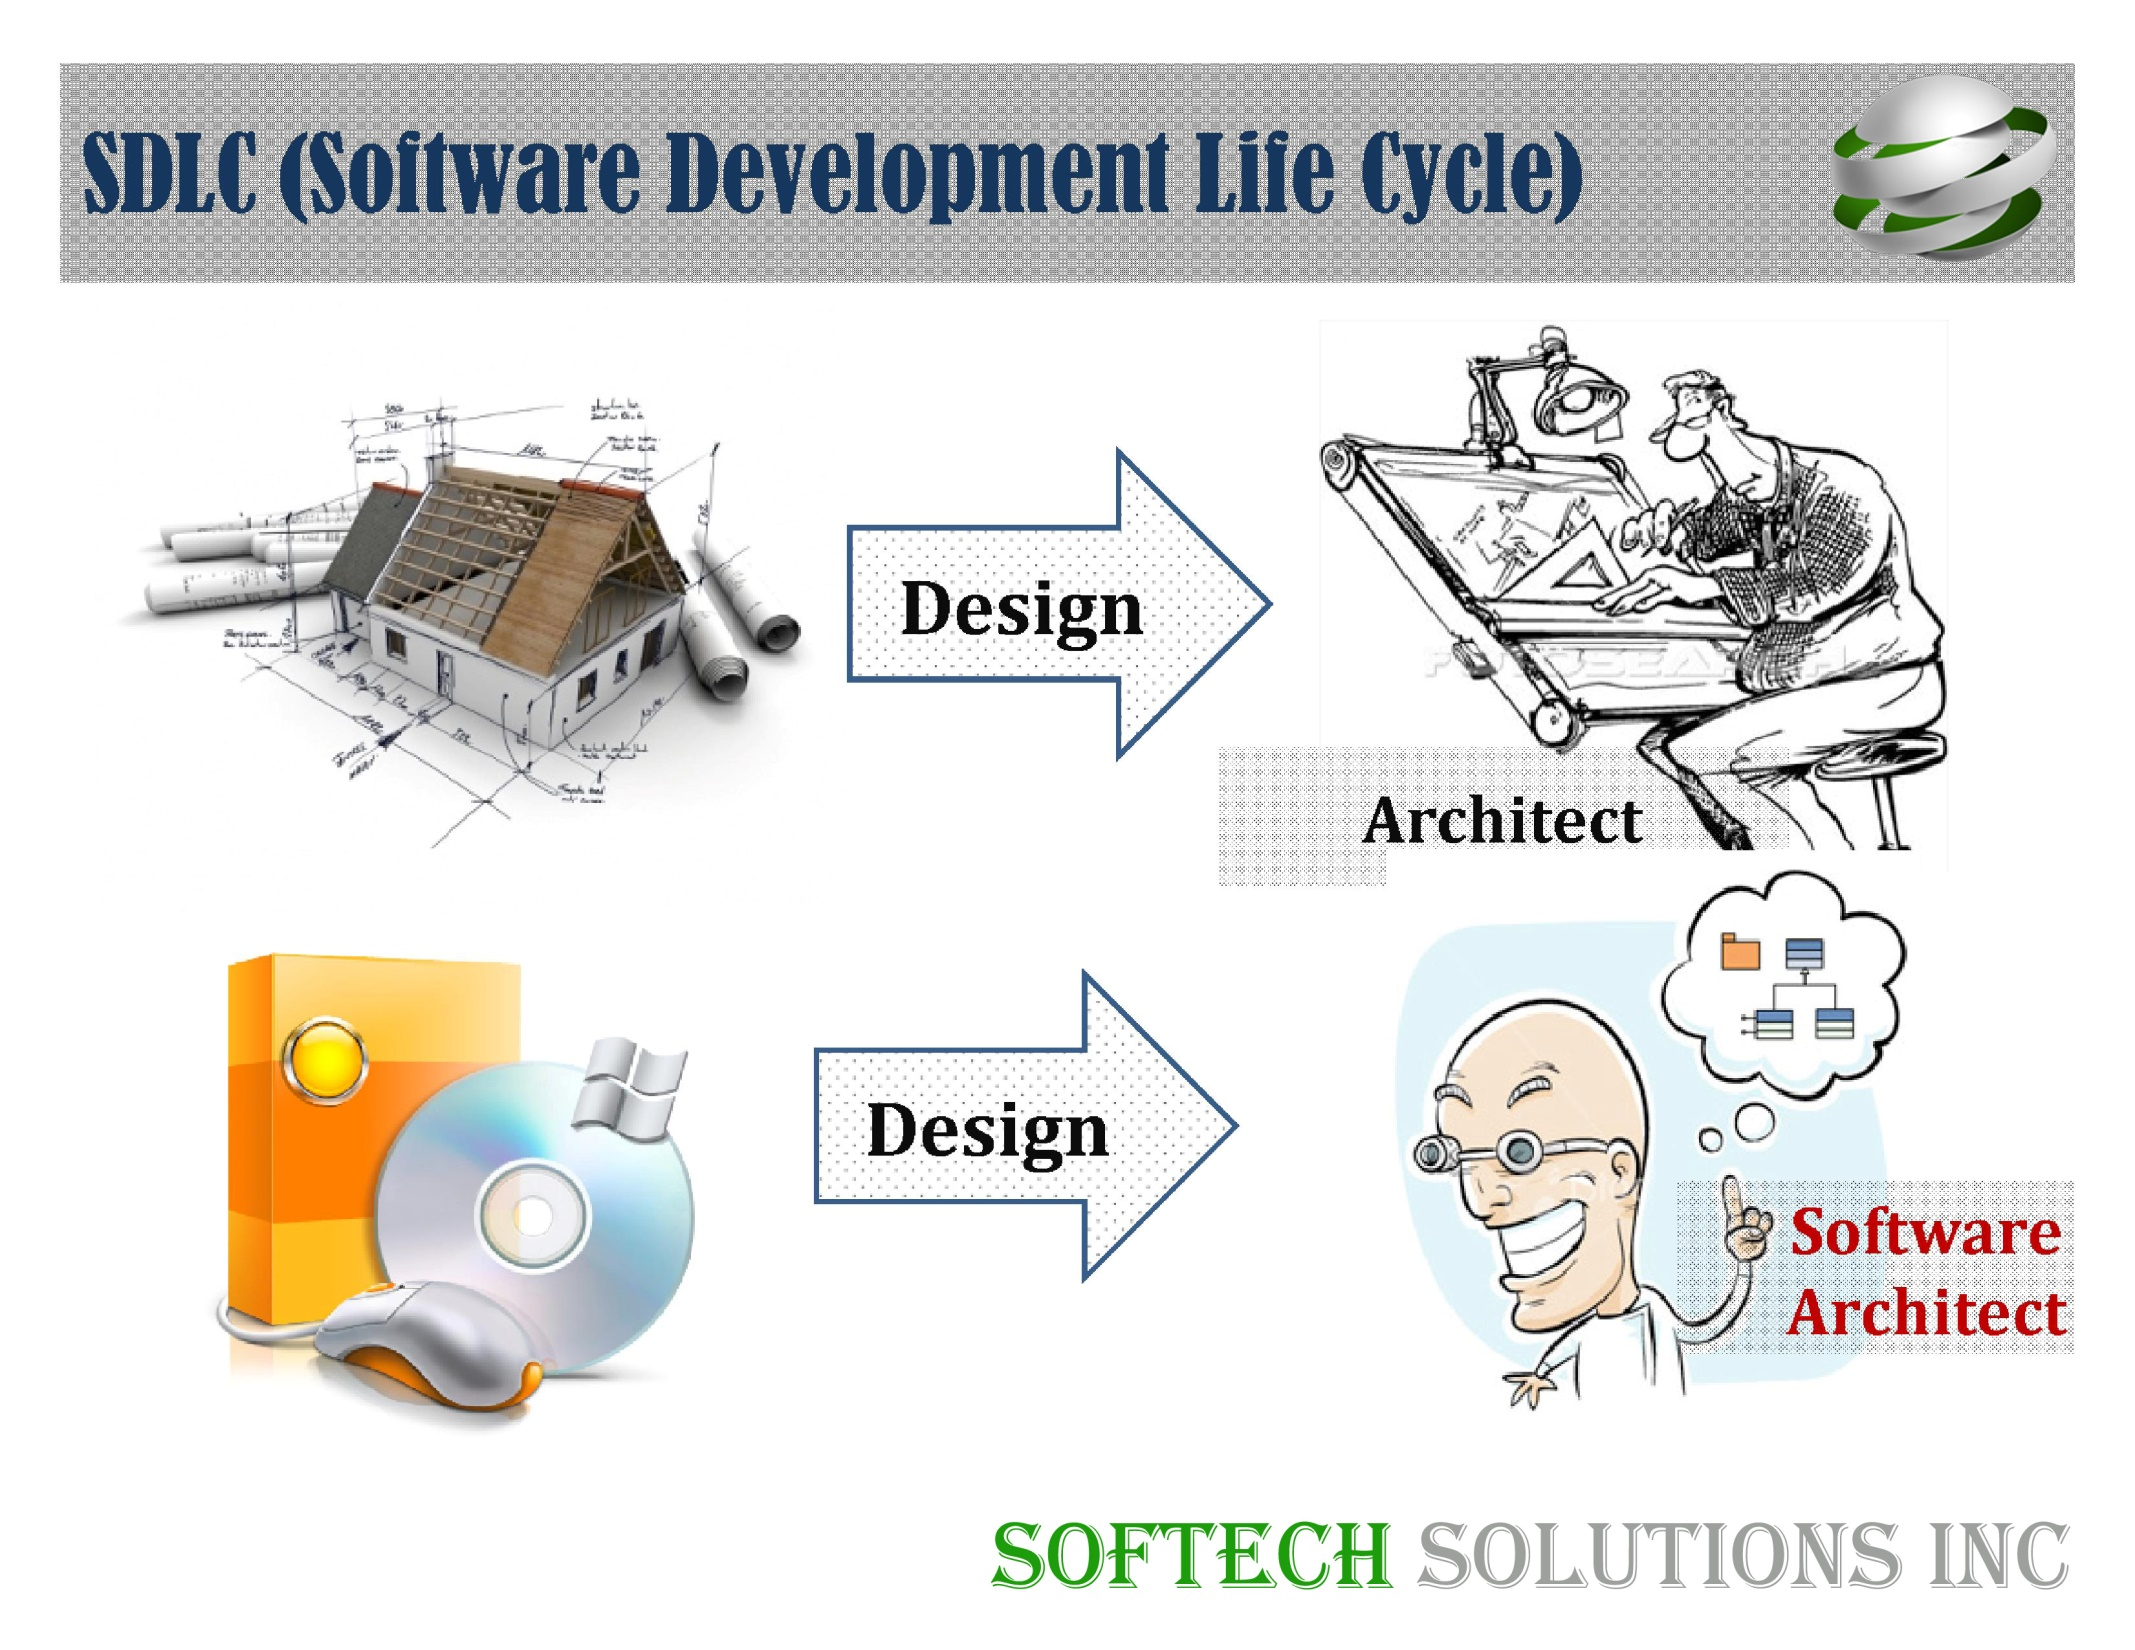 SDLC (Software Development Life Cycle)
Design
Architect
Design
Software
Architect
SOFTECH SOLUTIONS INC